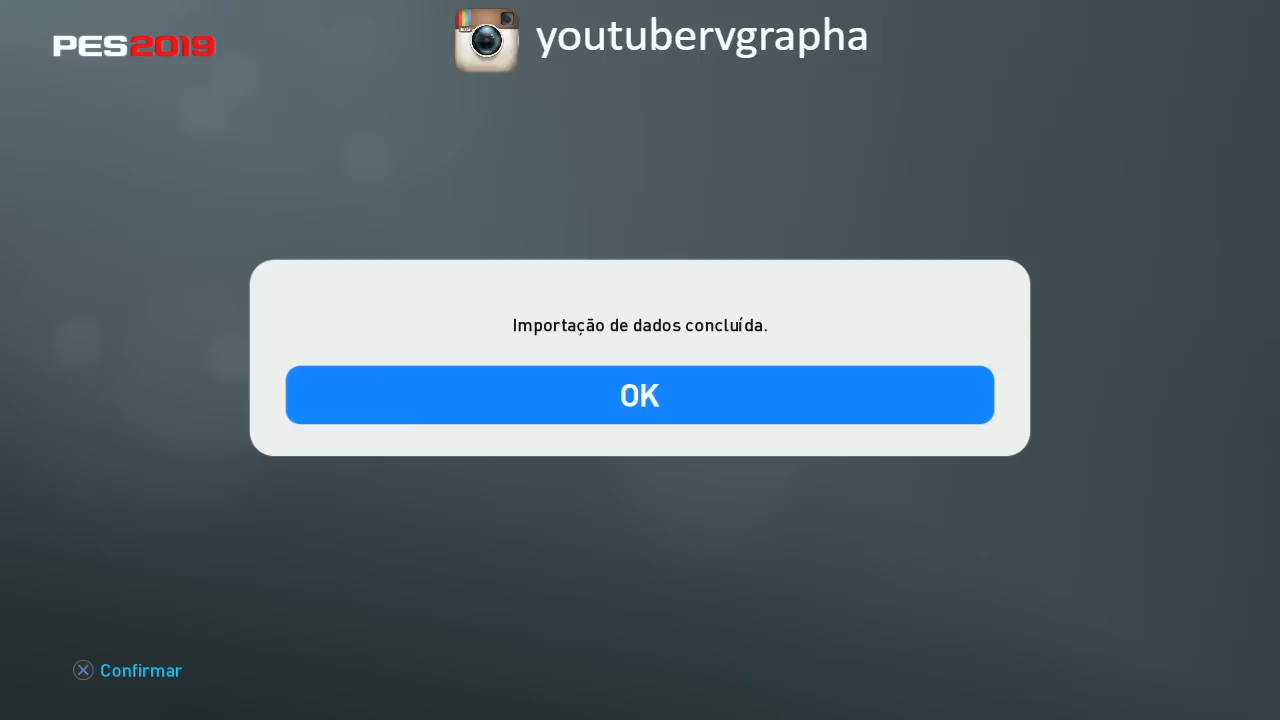 PES2019
youtubervgrapha
Importação de dados concluída.
OK
Confirmar